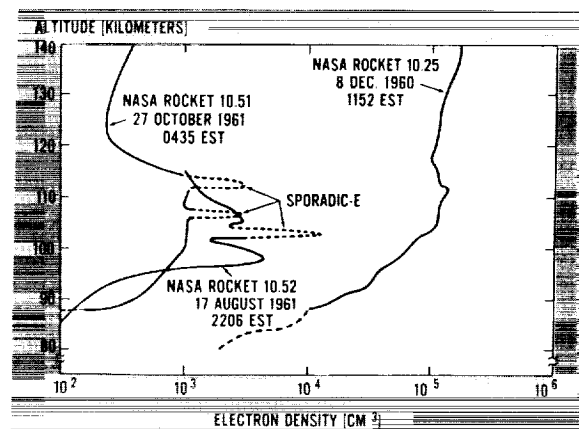 ALTITUDE [KILOMETERS]
140
130
120
110
100
90
80
NASA ROCKET 10.51
27 OCTOBER 1961
0435 EST
NASA ROCKET 10.25
8 DEC. 1960
1152 EST
SPORADIC-E
NASA ROCKET 10.52
17 AUGUST 1961
2206 EST
10²
10³
10⁴
10⁵
10⁶
ELECTRON DENSITY [CM³]